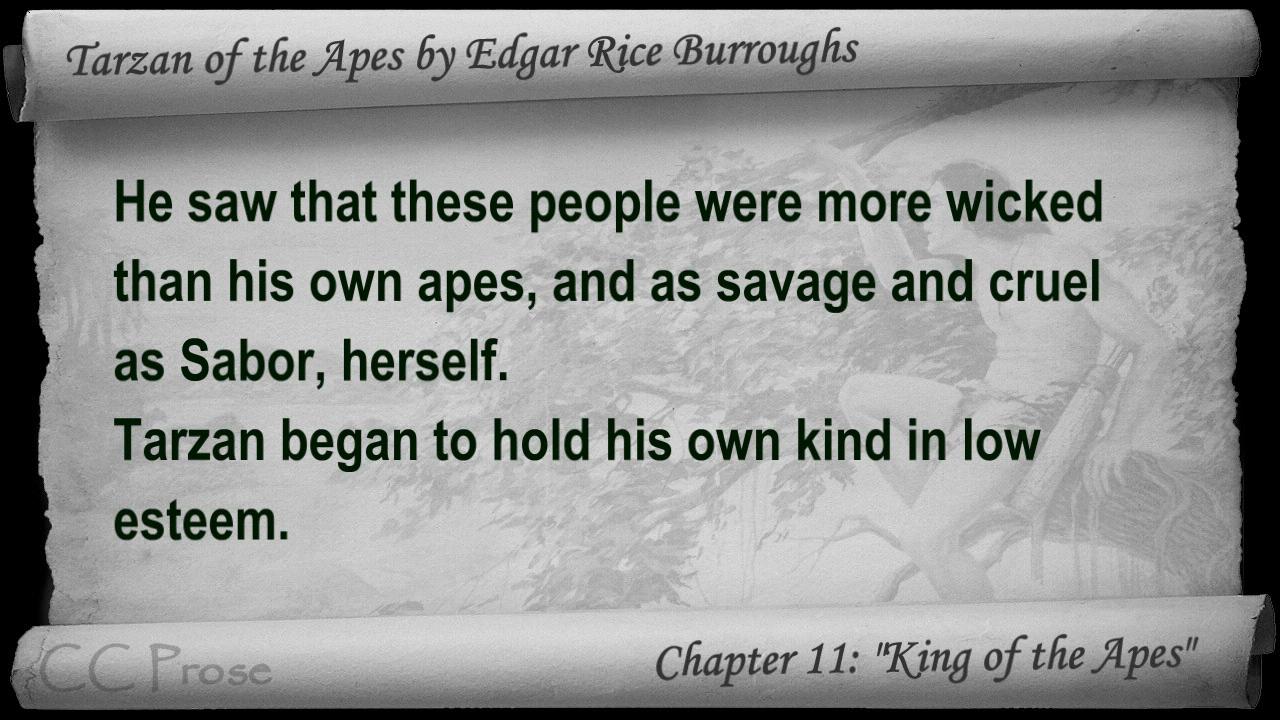 Tarzan of the Apes by Edgar Rice Burroughs
He saw that these people were more wicked
than his own apes, and as savage and cruel
as Sabor, herself.
Tarzan began to hold his own kind in low
esteem.
CC Prose
Chapter 11: "King of the Apes"